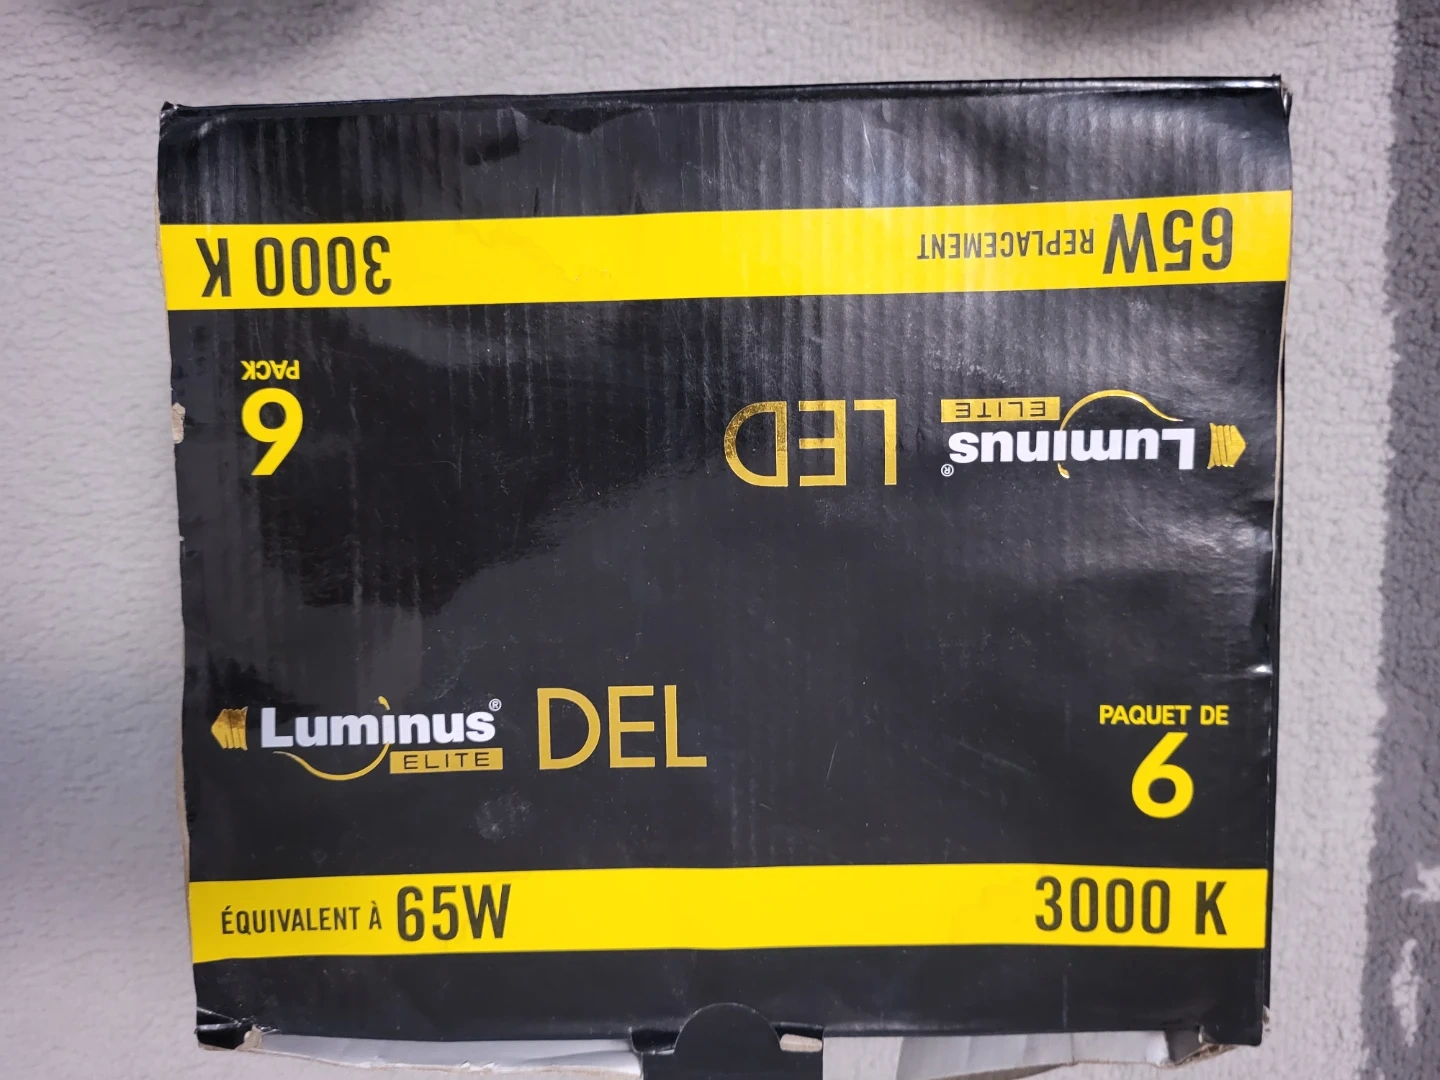 3000 K
65W REPLACEMENT
6 PACK
Luminus® LED
ELITE
Luminus® DEL
ELITE
PAQUET DE
6
ÉQUIVALENT À 65W
3000 K